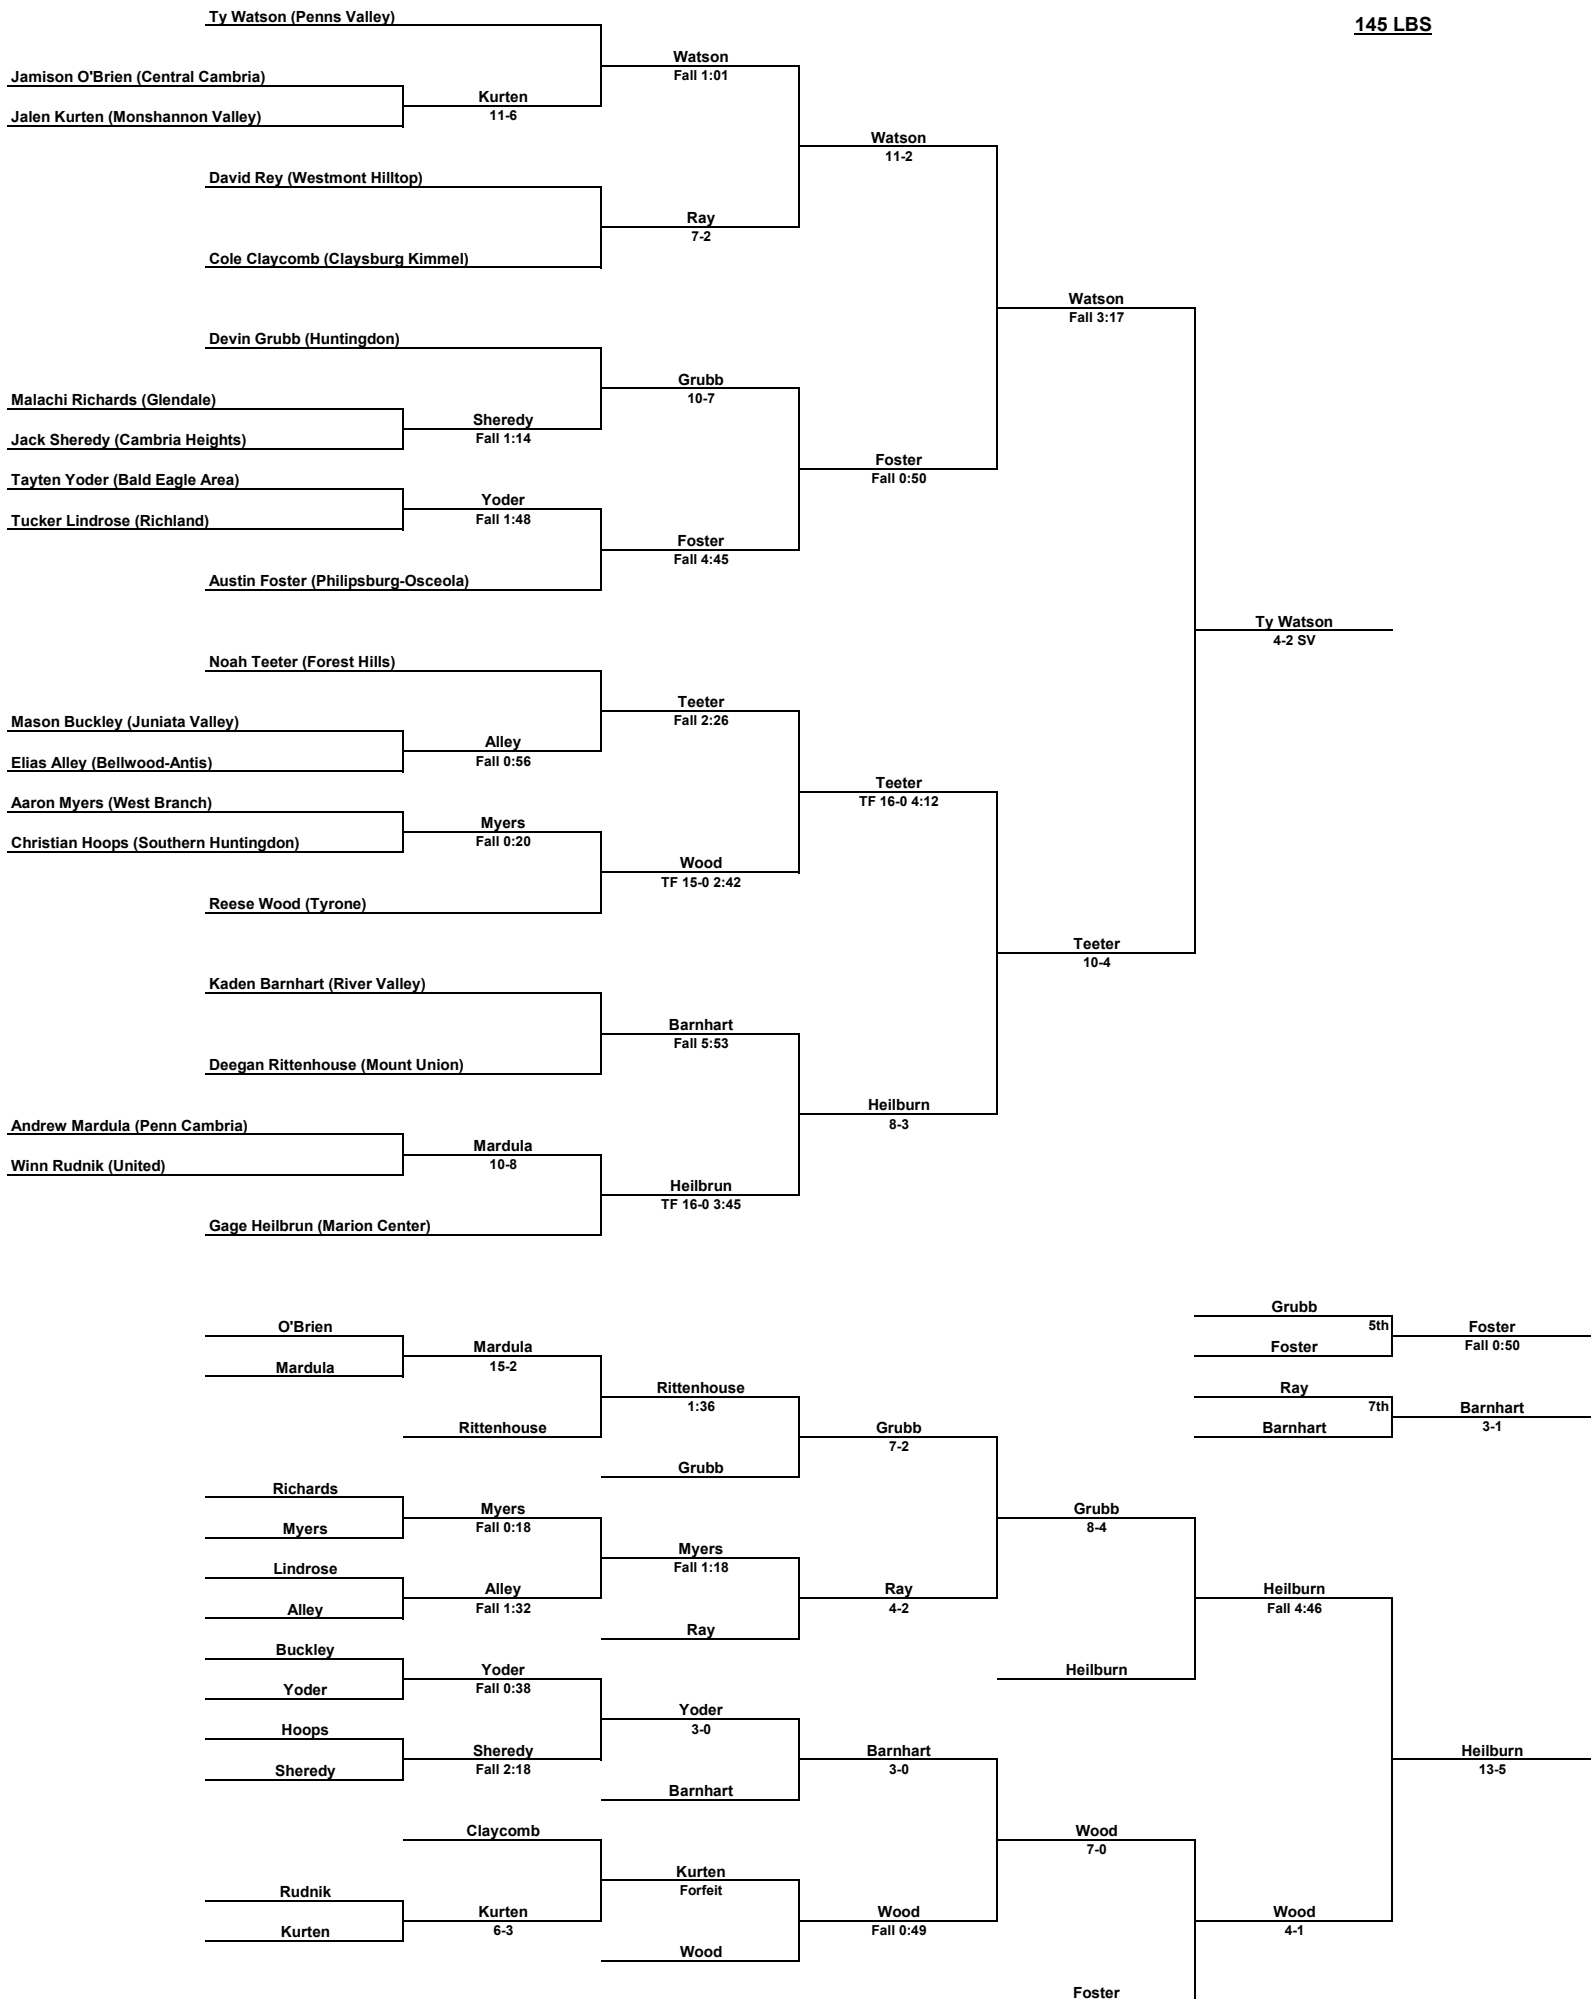 145 LBS
Ty Watson (Penns Valley)
Watson
Fall 1:01
Jamison O'Brien (Central Cambria)
Kurten
11-6
Jalen Kurten (Monshannon Valley)
Watson
11-2
David Rey (Westmont Hilltop)
Ray
7-2
Cole Claycomb (Claysburg Kimmel)
Watson
Fall 3:17
Devin Grubb (Huntingdon)
Grubb
10-7
Malachi Richards (Glendale)
Sheredy
Fall 1:14
Jack Sheredy (Cambria Heights)
Foster
Fall 0:50
Tayten Yoder (Bald Eagle Area)
Yoder
Fall 1:48
Tucker Lindrose (Richland)
Foster
Fall 4:45
Austin Foster (Philipsburg-Osceola)
Ty Watson
4-2 SV
Noah Teeter (Forest Hills)
Teeter
Fall 2:26
Mason Buckley (Juniata Valley)
Alley
Fall 0:56
Elias Alley (Bellwood-Antis)
Teeter
TF 16-0 4:12
Aaron Myers (West Branch)
Myers
Fall 0:20
Christian Hoops (Southern Huntingdon)
Wood
TF 15-0 2:42
Reese Wood (Tyrone)
Teeter
10-4
Kaden Barnhart (River Valley)
Barnhart
Fall 5:53
Deegan Rittenhouse (Mount Union)
Heilburn
8-3
Andrew Mardula (Penn Cambria)
Mardula
10-8
Winn Rudnik (United)
Heilbrun
TF 16-0 3:45
Gage Heilbrun (Marion Center)
Grubb
5th
Foster
Foster
Fall 0:50
Ray
7th
Barnhart
Barnhart
3-1
O'Brien
Mardula
Mardula
15-2
Rittenhouse
Rittenhouse
1:36
Grubb
Grubb
7-2
Richards
Myers
Myers
Fall 0:18
Lindrose
Alley
Alley
Fall 1:32
Myers
Fall 1:18
Ray
Ray
4-2
Grubb
8-4
Heilburn
Heilburn
Fall 4:46
Buckley
Yoder
Yoder
Fall 0:38
Hoops
Sheredy
Sheredy
Fall 2:18
Yoder
3-0
Barnhart
Barnhart
3-0
Heilburn
13-5
Claycomb
Rudnik
Kurten
Kurten
6-3
Kurten
Forfeit
Wood
Wood
Fall 0:49
Wood
7-0
Wood
4-1
Foster